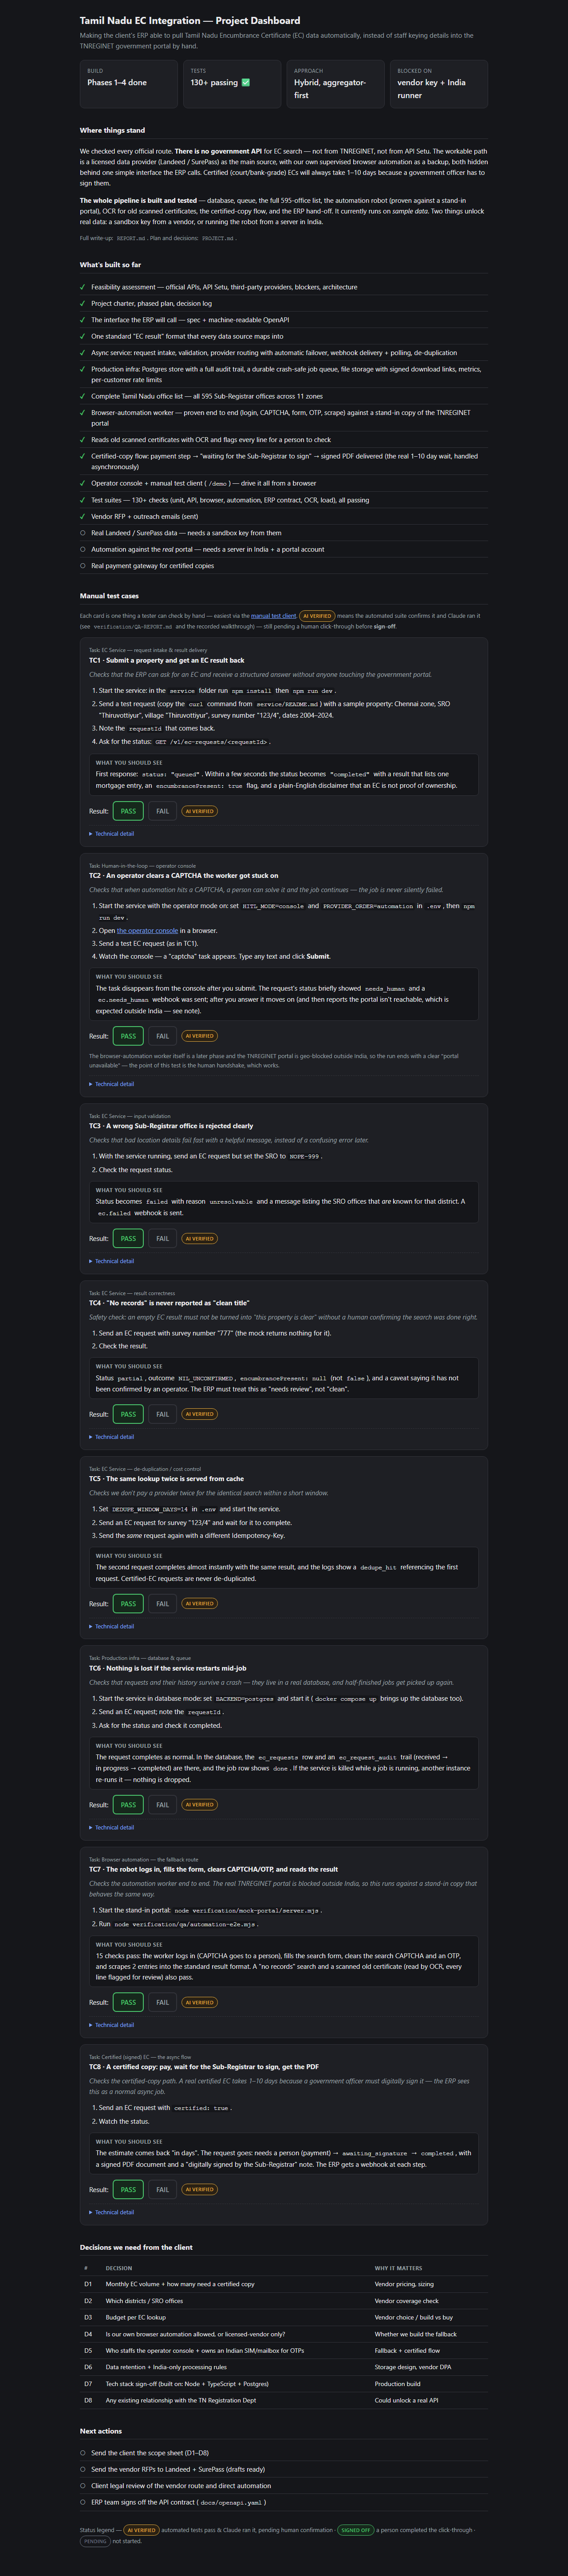 Tamil Nadu EC Integration — Project Dashboard
Making the client's ERP able to pull Tamil Nadu Encumbrance Certificate (EC) data automatically, instead of staff keying details into the
TNREGINET government portal by hand.
BUILD
Phases 1–4 done
TESTS
130+ passing ✅
APPROACH
Hybrid, aggregator-
first
BLOCKED ON
vendor key + India
runner
Where things stand
We checked every official route. There is no government API for EC search — not from TNREGINET, not from API Setu. The workable path
is a licensed data provider (Landeed / SurePass) as the main source, with our own supervised browser automation as a backup, both hidden
behind one simple interface the ERP calls. Certified (court/bank-grade) ECs will always take 1–10 days because a government officer has to
sign them.
The whole pipeline is built and tested — database, queue, the full 595-office list, the automation robot (proven against a stand-in
portal), OCR for old scanned certificates, the certified-copy flow, and the ERP hand-off. It currently runs on sample data. Two things unlock
real data: a sandbox key from a vendor, or running the robot from a server in India.
Full write-up: REPORT.md. Plan and decisions: PROJECT.md.
What's built so far
✓ Feasibility assessment — official APIs, API Setu, third-party providers, blockers, architecture
✓ Project charter, phased plan, decision log
✓ The interface the ERP will call — spec + machine-readable OpenAPI
✓ One standard "EC result" format that every data source maps into
✓ Async service: request intake, validation, provider routing with automatic failover, webhook delivery + polling, de-duplication
✓ Production infra: Postgres store with a full audit trail, a durable crash-safe job queue, file storage with signed download links, metrics,
per-customer rate limits
✓ Complete Tamil Nadu office list — all 595 Sub-Registrar offices across 11 zones
✓ Browser-automation worker — proven end to end (login, CAPTCHA, form, OTP, scrape) against a stand-in copy of the TNREGINET
portal
✓ Reads old scanned certificates with OCR and flags every line for a person to check
✓ Certified-copy flow: payment step → "waiting for the Sub-Registrar to sign" → signed PDF delivered (the real 1–10 day wait, handled
asynchronously)
✓ Operator console + manual test client ( /demo ) — drive it all from a browser
✓ Test suites — 130+ checks (unit, API, browser, automation, ERP contract, OCR, load), all passing
✓ Vendor RFP + outreach emails (sent)
○ Real Landeed / SurePass data — needs a sandbox key from them
○ Automation against the real portal — needs a server in India + a portal account
○ Real payment gateway for certified copies
Manual test cases
Each card is one thing a tester can check by hand — easiest via the manual test client. AI VERIFIED means the automated suite confirms it and Claude ran it
(see verification/QA-REPORT.md and the recorded walkthrough) — still pending a human click-through before sign-off.
Task: EC Service — request intake & result delivery
TC1 · Submit a property and get an EC result back
Checks that the ERP can ask for an EC and receive a structured answer without anyone touching the government portal.
1. Start the service: in the service folder run npm install then npm run dev.
2. Send a test request (copy the curl command from service/README.md) with a sample property: Chennai zone, SRO
"Thiruvottiyur", village "Thiruvottiyur", survey number "123/4", dates 2004–2024.
3. Note the requestId that comes back.
4. Ask for the status: GET /v1/ec-requests/<requestId>.
WHAT YOU SHOULD SEE
First response: status: "queued". Within a few seconds the status becomes "completed" with a result that lists one
mortgage entry, an encumbrancePresent: true flag, and a plain-English disclaimer that an EC is not proof of ownership.
Result: PASS FAIL AI VERIFIED
▶ Technical detail
Task: Human-in-the-loop — operator console
TC2 · An operator clears a CAPTCHA the worker got stuck on
Checks that when automation hits a CAPTCHA, a person can solve it and the job continues — the job is never silently failed.
1. Start the service with the operator mode on: set HITL_MODE=console and PROVIDER_ORDER=automation in .env, then npm
run dev.
2. Open the operator console in a browser.
3. Send a test EC request (as in TC1).
4. Watch the console — a "captcha" task appears. Type any text and click Submit.
WHAT YOU SHOULD SEE
The task disappears from the console after you submit. The request's status briefly showed needs_human and a
ec.needs_human webhook was sent; after you answer it moves on (and then reports the portal isn't reachable, which is
expected outside India — see note).
Result: PASS FAIL AI VERIFIED
The browser-automation worker itself is a later phase and the TNREGINET portal is geo-blocked outside India, so the run ends with a clear "portal
unavailable" — the point of this test is the human handshake, which works.
▶ Technical detail
Task: EC Service — input validation
TC3 · A wrong Sub-Registrar office is rejected clearly
Checks that bad location details fail fast with a helpful message, instead of a confusing error later.
1. With the service running, send an EC request but set the SRO to NOPE-999.
2. Check the request status.
WHAT YOU SHOULD SEE
Status becomes failed with reason unresolvable and a message listing the SRO offices that are known for that district. A
ec.failed webhook is sent.
Result: PASS FAIL AI VERIFIED
▶ Technical detail
Task: EC Service — result correctness
TC4 · "No records" is never reported as "clean title"
Safety check: an empty EC result must not be turned into "this property is clear" without a human confirming the search was done right.
1. Send an EC request with survey number "777" (the mock returns nothing for it).
2. Check the result.
WHAT YOU SHOULD SEE
Status partial, outcome NIL_UNCONFIRMED, encumbrancePresent: null (not false), and a caveat saying it has not
been confirmed by an operator. The ERP must treat this as "needs review", not "clean".
Result: PASS FAIL AI VERIFIED
▶ Technical detail
Task: EC Service — de-duplication / cost control
TC5 · The same lookup twice is served from cache
Checks we don't pay a provider twice for the identical search within a short window.
1. Set DEDUPE_WINDOW_DAYS=14 in .env and start the service.
2. Send an EC request for survey "123/4" and wait for it to complete.
3. Send the same request again with a different Idempotency-Key.
WHAT YOU SHOULD SEE
The second request completes almost instantly with the same result, and the logs show a dedupe_hit referencing the first
request. Certified-EC requests are never de-duplicated.
Result: PASS FAIL AI VERIFIED
▶ Technical detail
Task: Production infra — database & queue
TC6 · Nothing is lost if the service restarts mid-job
Checks that requests and their history survive a crash — they live in a real database, and half-finished jobs get picked up again.
1. Start the service in database mode: set BACKEND=postgres and start it (docker compose up brings up the database too).
2. Send an EC request; note the requestId.
3. Ask for the status and check it completed.
WHAT YOU SHOULD SEE
The request completes as normal. In the database, the ec_requests row and an ec_request_audit trail (received →
in progress → completed) are there, and the job row shows done. If the service is killed while a job is running, another instance
re-runs it — nothing is dropped.
Result: PASS FAIL AI VERIFIED
▶ Technical detail
Task: Browser automation — the fallback route
TC7 · The robot logs in, fills the form, clears CAPTCHA/OTP, and reads the result
Checks the automation worker end to end. The real TNREGINET portal is blocked outside India, so this runs against a stand-in copy that
behaves the same way.
1. Start the stand-in portal: node verification/mock-portal/server.mjs.
2. Run node verification/qa/automation-e2e.mjs.
WHAT YOU SHOULD SEE
15 checks pass: the worker logs in (CAPTCHA goes to a person), fills the search form, clears the search CAPTCHA and an OTP,
and scrapes 2 entries into the standard result format. A "no records" search and a scanned old certificate (read by OCR, every
line flagged for review) also pass.
Result: PASS FAIL AI VERIFIED
▶ Technical detail
Task: Certified (signed) EC — the async flow
TC8 · A certified copy: pay, wait for the Sub-Registrar to sign, get the PDF
Checks the certified-copy path. A real certified EC takes 1–10 days because a government officer must digitally sign it — the ERP sees
this as a normal async job.
1. Send an EC request with certified: true.
2. Watch the status.
WHAT YOU SHOULD SEE
The estimate comes back "in days". The request goes: needs a person (payment) → awaiting_signature → completed, with
a signed PDF document and a "digitally signed by the Sub-Registrar" note. The ERP gets a webhook at each step.
Result: PASS FAIL AI VERIFIED
▶ Technical detail
Decisions we need from the client
# DECISION WHY IT MATTERS
D1 Monthly EC volume + how many need a certified copy Vendor pricing, sizing
D2 Which districts / SRO offices Vendor coverage check
D3 Budget per EC lookup Vendor choice / build vs buy
D4 Is our own browser automation allowed, or licensed-vendor only? Whether we build the fallback
D5 Who staffs the operator console + owns an Indian SIM/mailbox for OTPs Fallback + certified flow
D6 Data retention + India-only processing rules Storage design, vendor DPA
D7 Tech stack sign-off (built on: Node + TypeScript + Postgres) Production build
D8 Any existing relationship with the TN Registration Dept Could unlock a real API
Next actions
○ Send the client the scope sheet (D1–D8)
○ Send the vendor RFPs to Landeed + SurePass (drafts ready)
○ Client legal review of the vendor route and direct automation
○ ERP team signs off the API contract ( docs/openapi.yaml )
Status legend — AI VERIFIED automated tests pass & Claude ran it, pending human confirmation · SIGNED OFF a person completed the click-through ·
PENDING not started.